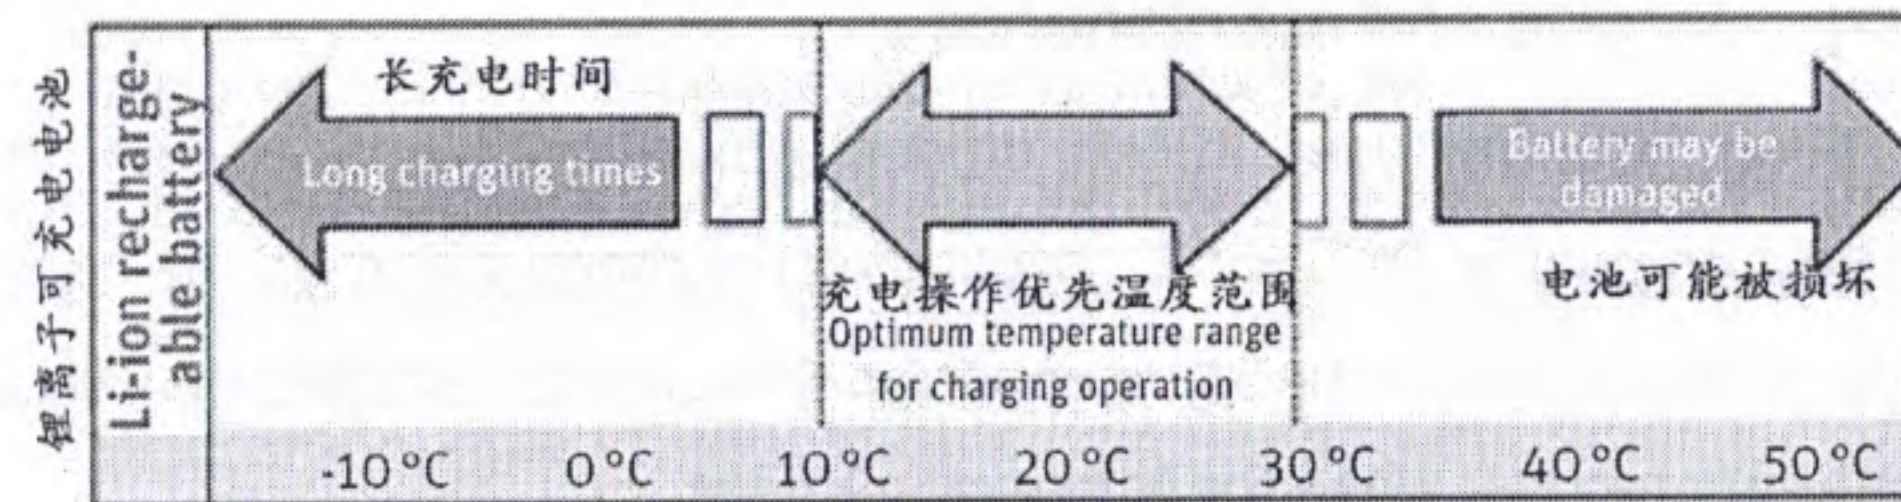 锂离子可充电电池
Li-ion recharge-
able battery
长充电时间
Long charging times
充电操作优先温度范围
Optimum temperature range
for charging operation
Battery may be
damaged
电池可能被损坏
-10 °C 0 °C 10 °C 20 °C 30 °C 40 °C 50 °C